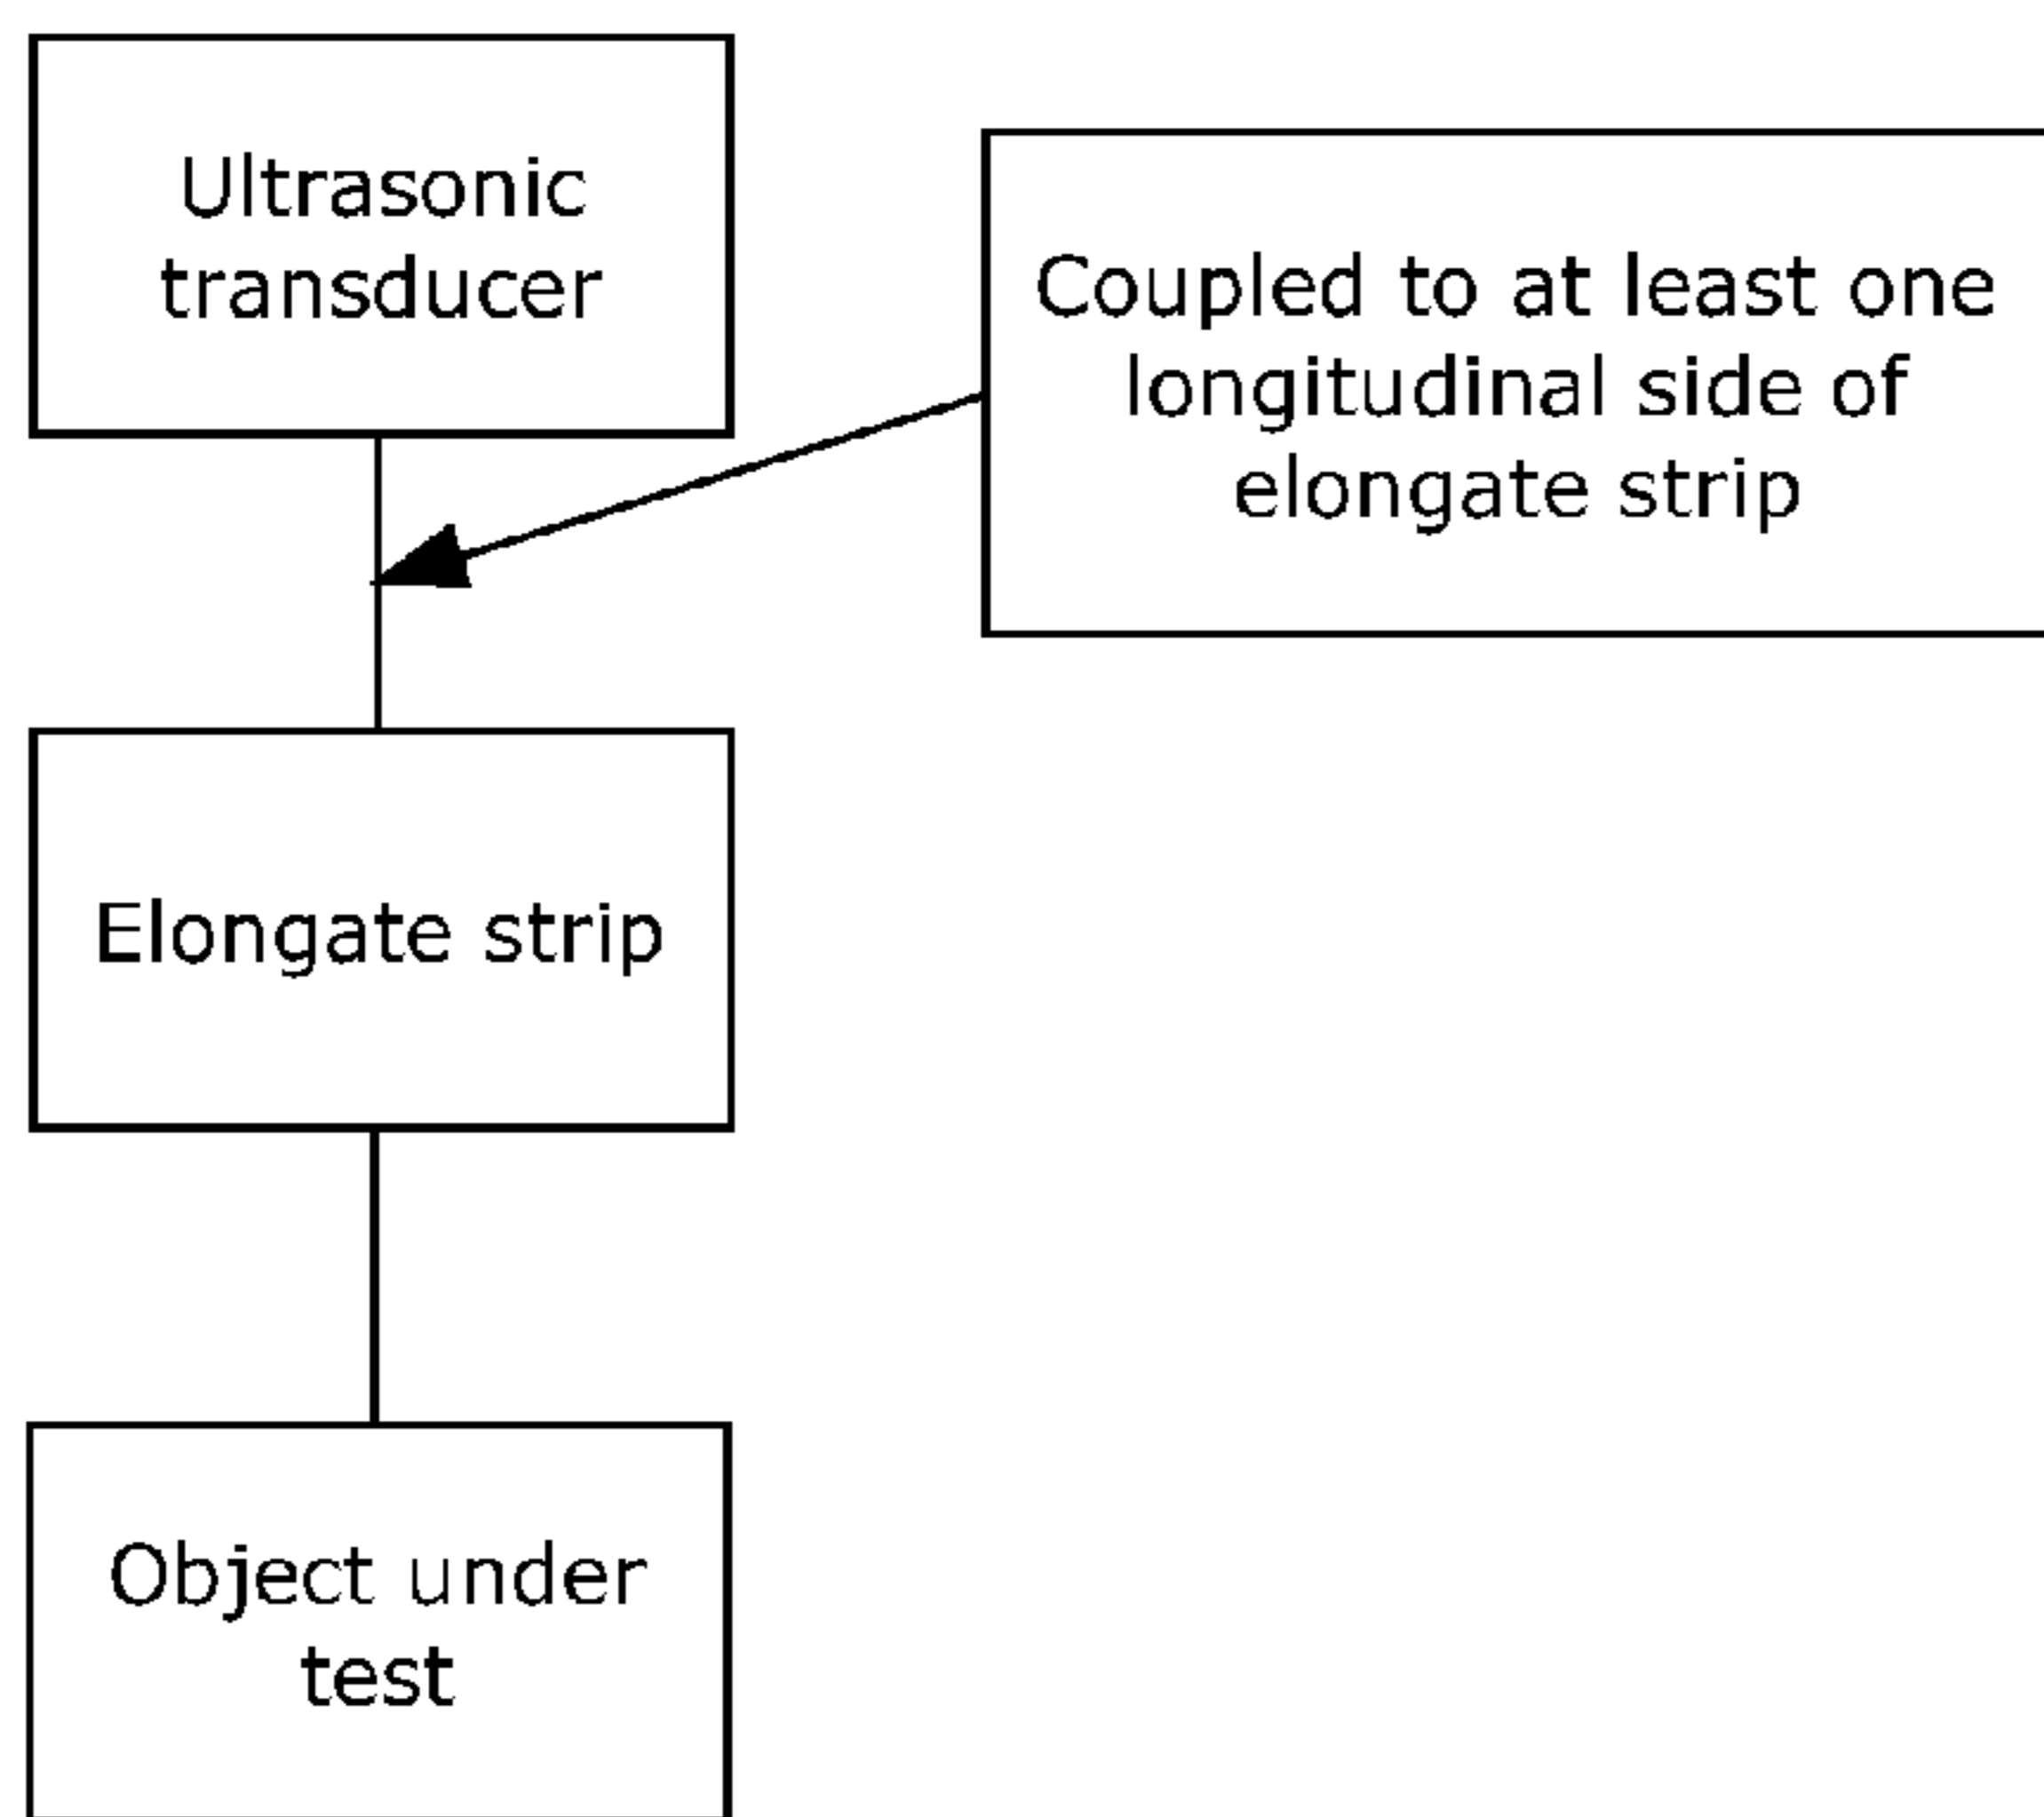 Ultrasonic
transducer
Coupled to at least one
longitudinal side of
elongate strip
Elongate strip
Object under
test